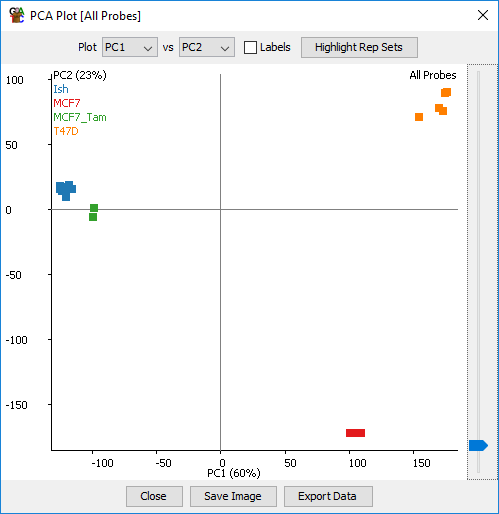 PCA Plot [All Probes]
Plot PC1 vs PC2 Labels Highlight Rep Sets
PC2 (23%) All Probes
Ish
MCF7
MCF7_Tam
T47D
100
50
0
-50
-100
-150
-100 -50 0 50 100 150
PC1 (60%)
Close Save Image Export Data